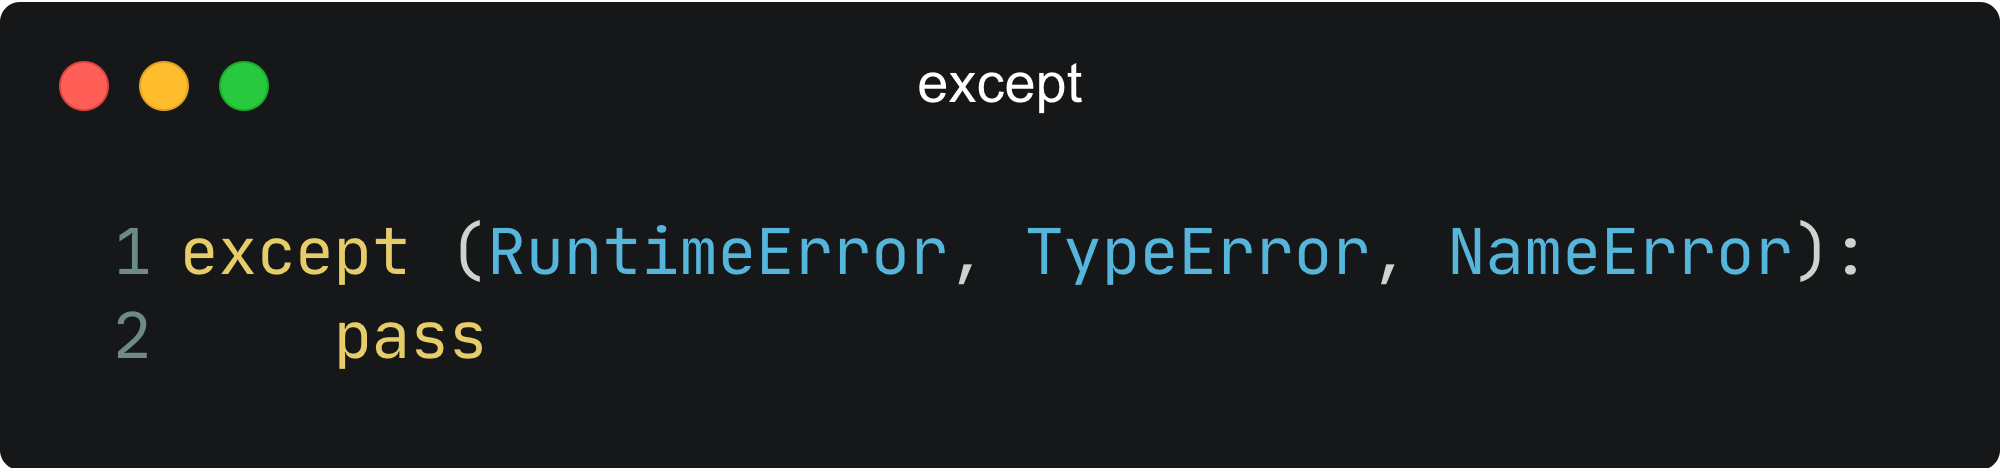 except
1 except (RuntimeError, TypeError, NameError):
2     pass